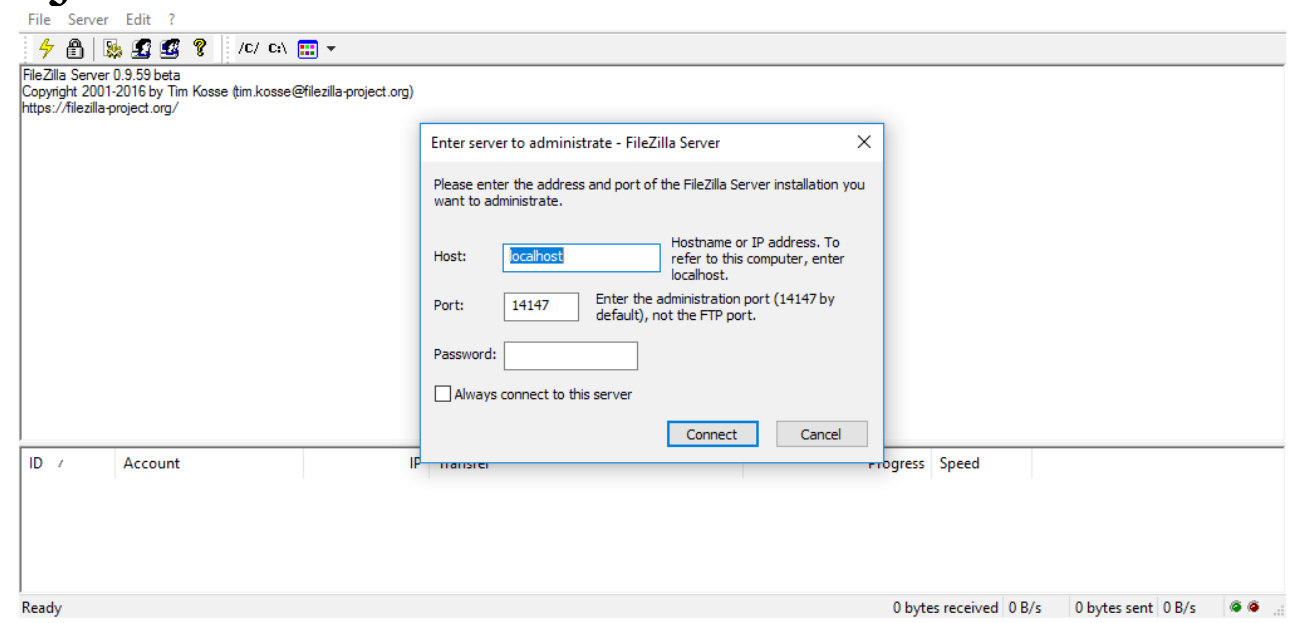 File Server Edit ?
/C/ C:\
FileZilla Server 0.9.59 beta
Copyright 2001-2016 by Tim Kosse (tim.kosse@filezilla-project.org)
https://filezilla-project.org/
Enter server to administrate - FileZilla Server
Please enter the address and port of the FileZilla Server installation you
want to administrate.
Host: localhost
Hostname or IP address. To
refer to this computer, enter
localhost.
Port: 14147
Enter the administration port (14147 by
default), not the FTP port.
Password:
Always connect to this server
Connect Cancel
ID / Account IP Transfer Progress Speed
Ready 0 bytes received 0 B/s 0 bytes sent 0 B/s